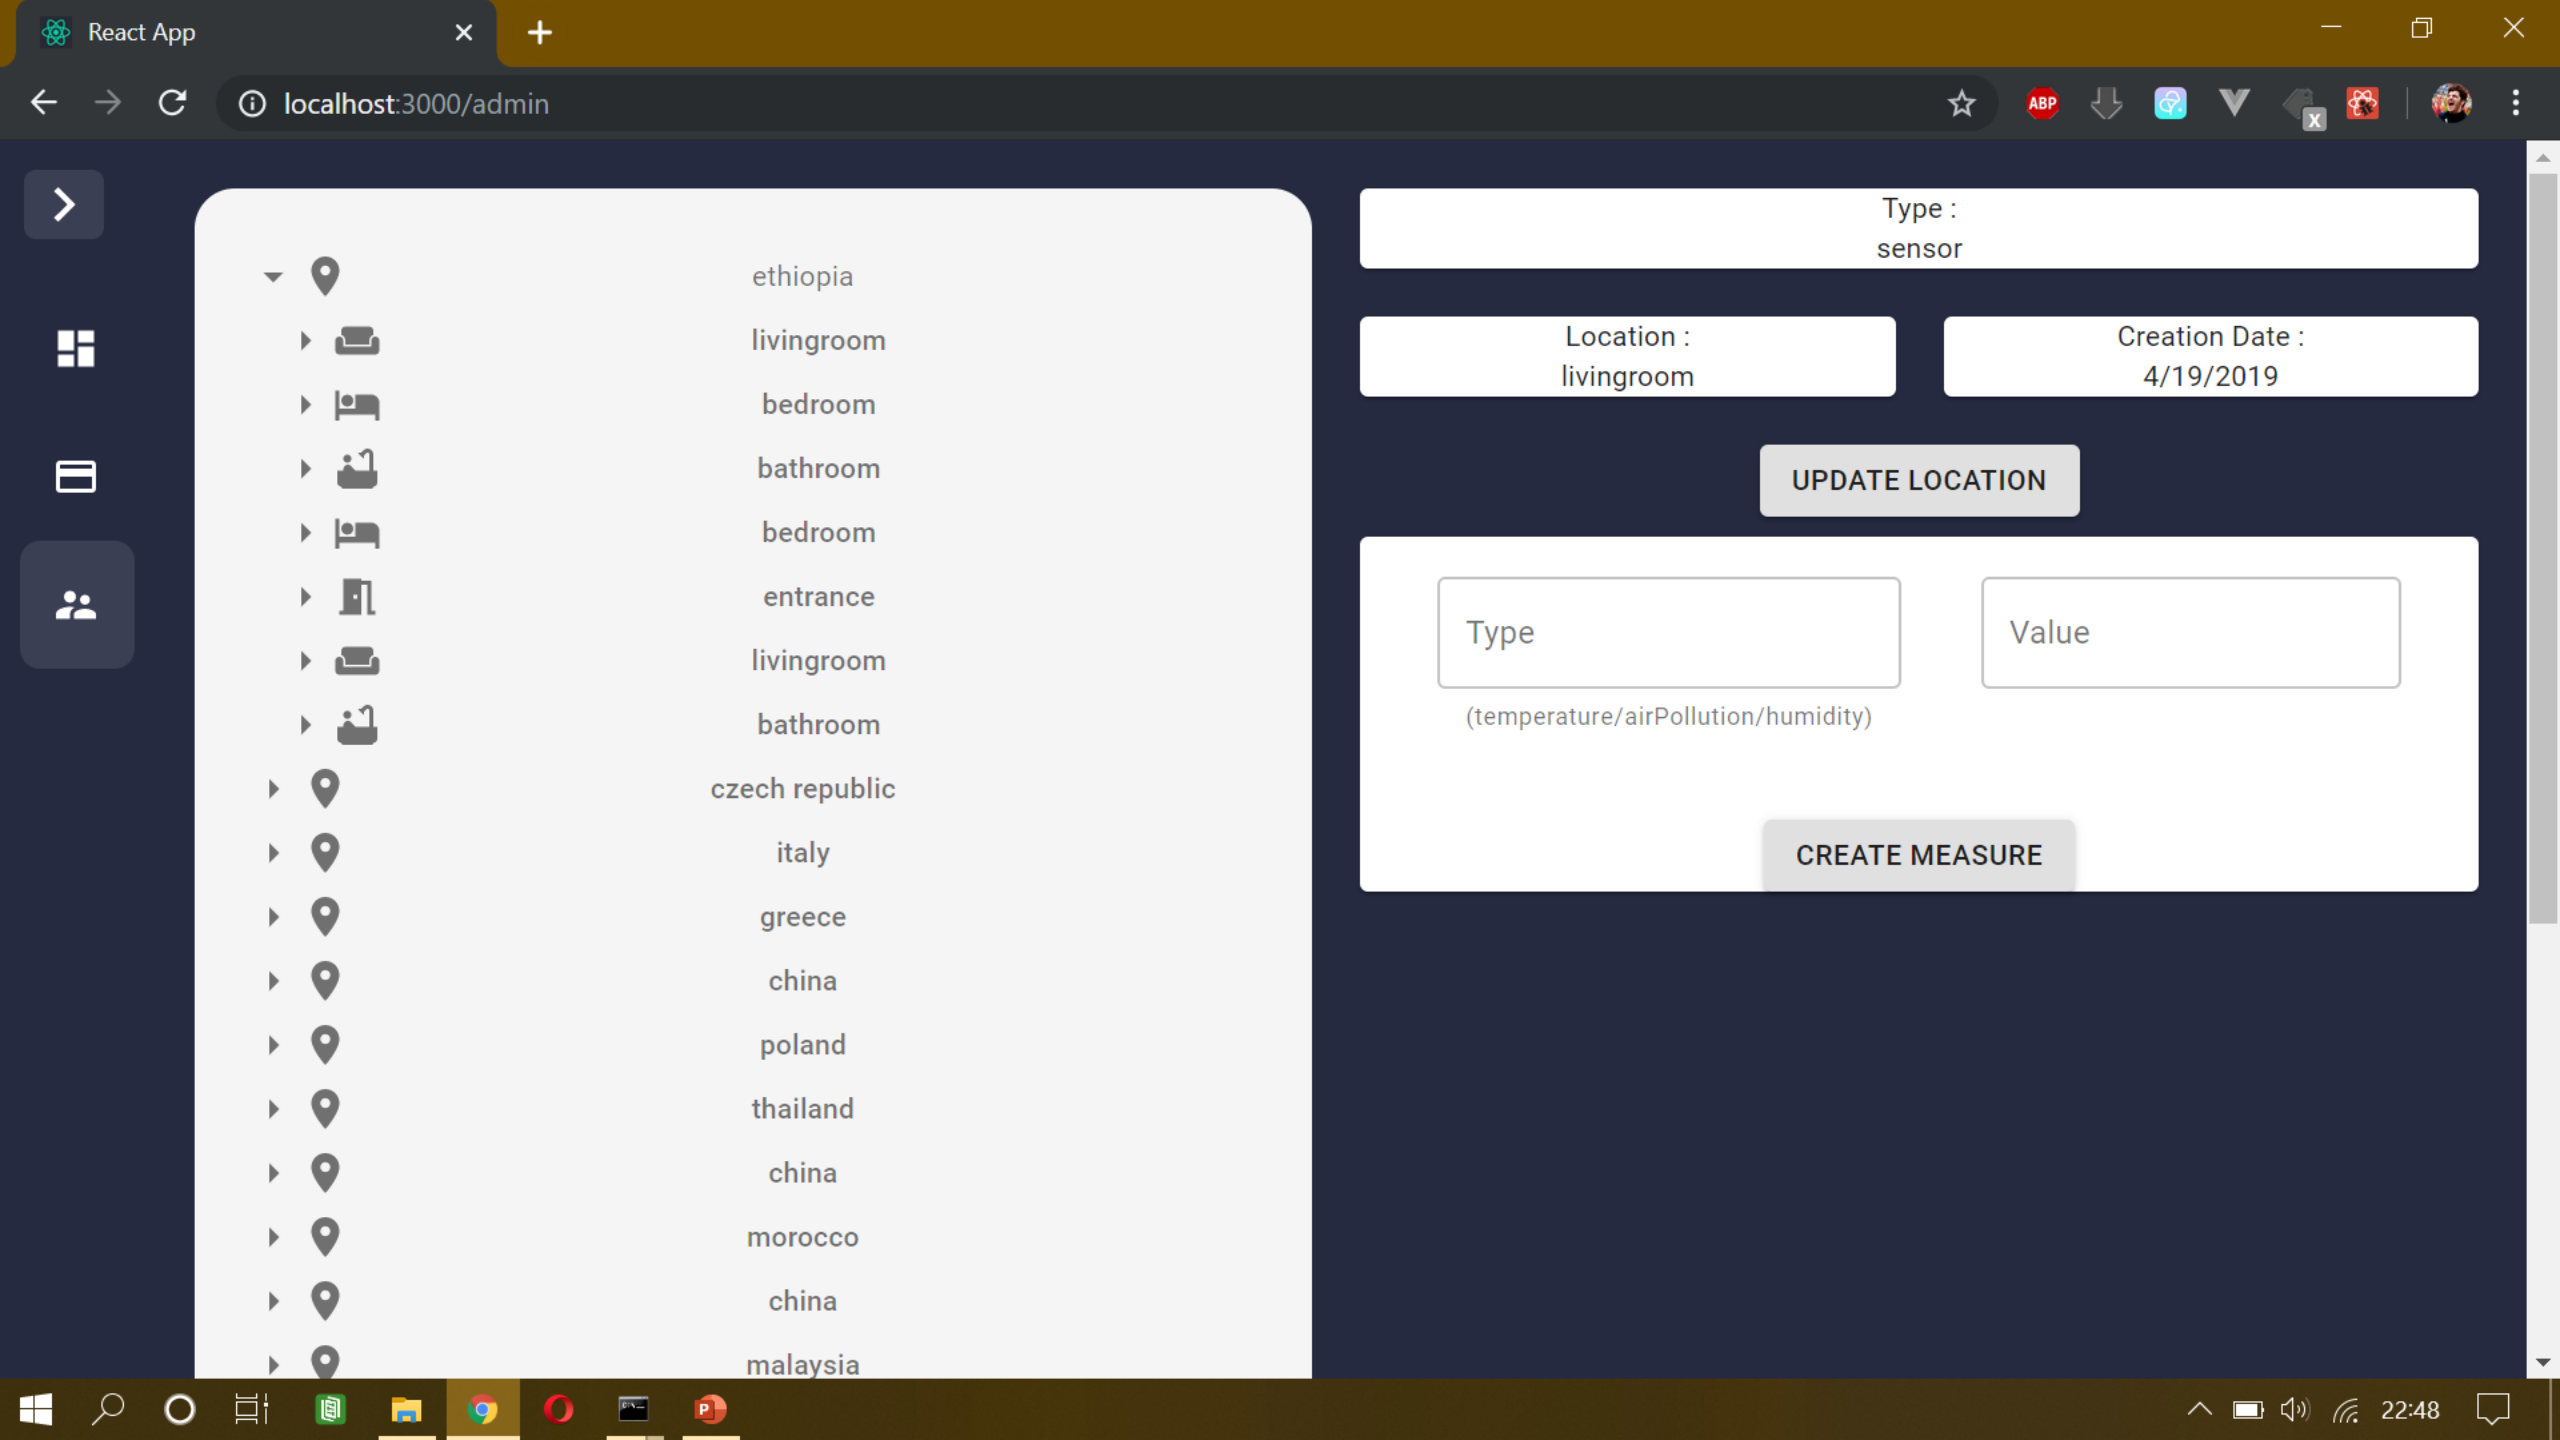 React App
localhost:3000/admin
ABP
x
ethiopia
livingroom
bedroom
bathroom
bedroom
entrance
livingroom
bathroom
czech republic
italy
greece
china
poland
thailand
china
morocco
china
malaysia
Type :
sensor
Location :
livingroom
Creation Date :
4/19/2019
UPDATE LOCATION
Type
Value
(temperature/airPollution/humidity)
CREATE MEASURE
P
22:48